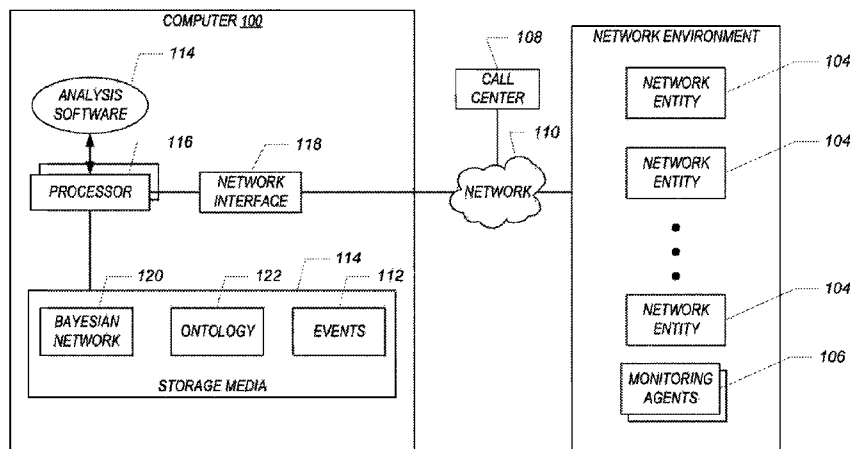 COMPUTER 100
114
ANALYSIS
SOFTWARE
116
PROCESSOR
118
NETWORK
INTERFACE
120
BAYESIAN
NETWORK
122
ONTOLOGY
114
112
EVENTS
STORAGE MEDIA
108
CALL
CENTER
110
NETWORK
NETWORK ENVIRONMENT
104
NETWORK
ENTITY
104
NETWORK
ENTITY
104
NETWORK
ENTITY
106
MONITORING
AGENTS